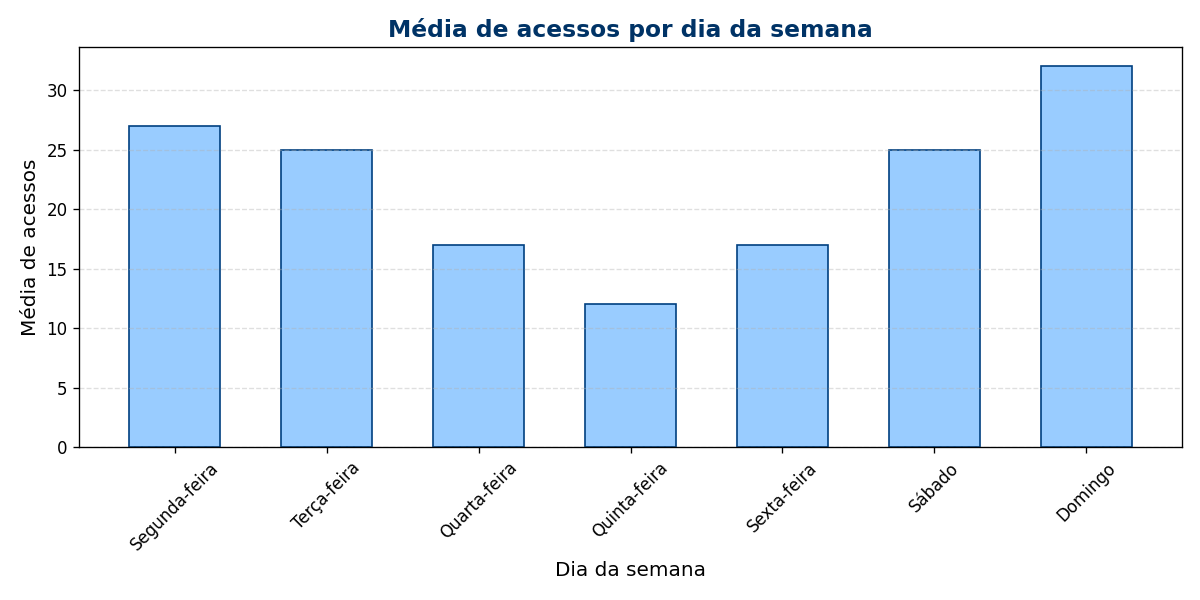 Média de acessos por dia da semana
Média de acessos
30
25
20
15
10
5
0
Segunda-feira
Terça-feira
Quarta-feira
Quinta-feira
Sexta-feira
Sábado
Domingo
Dia da semana